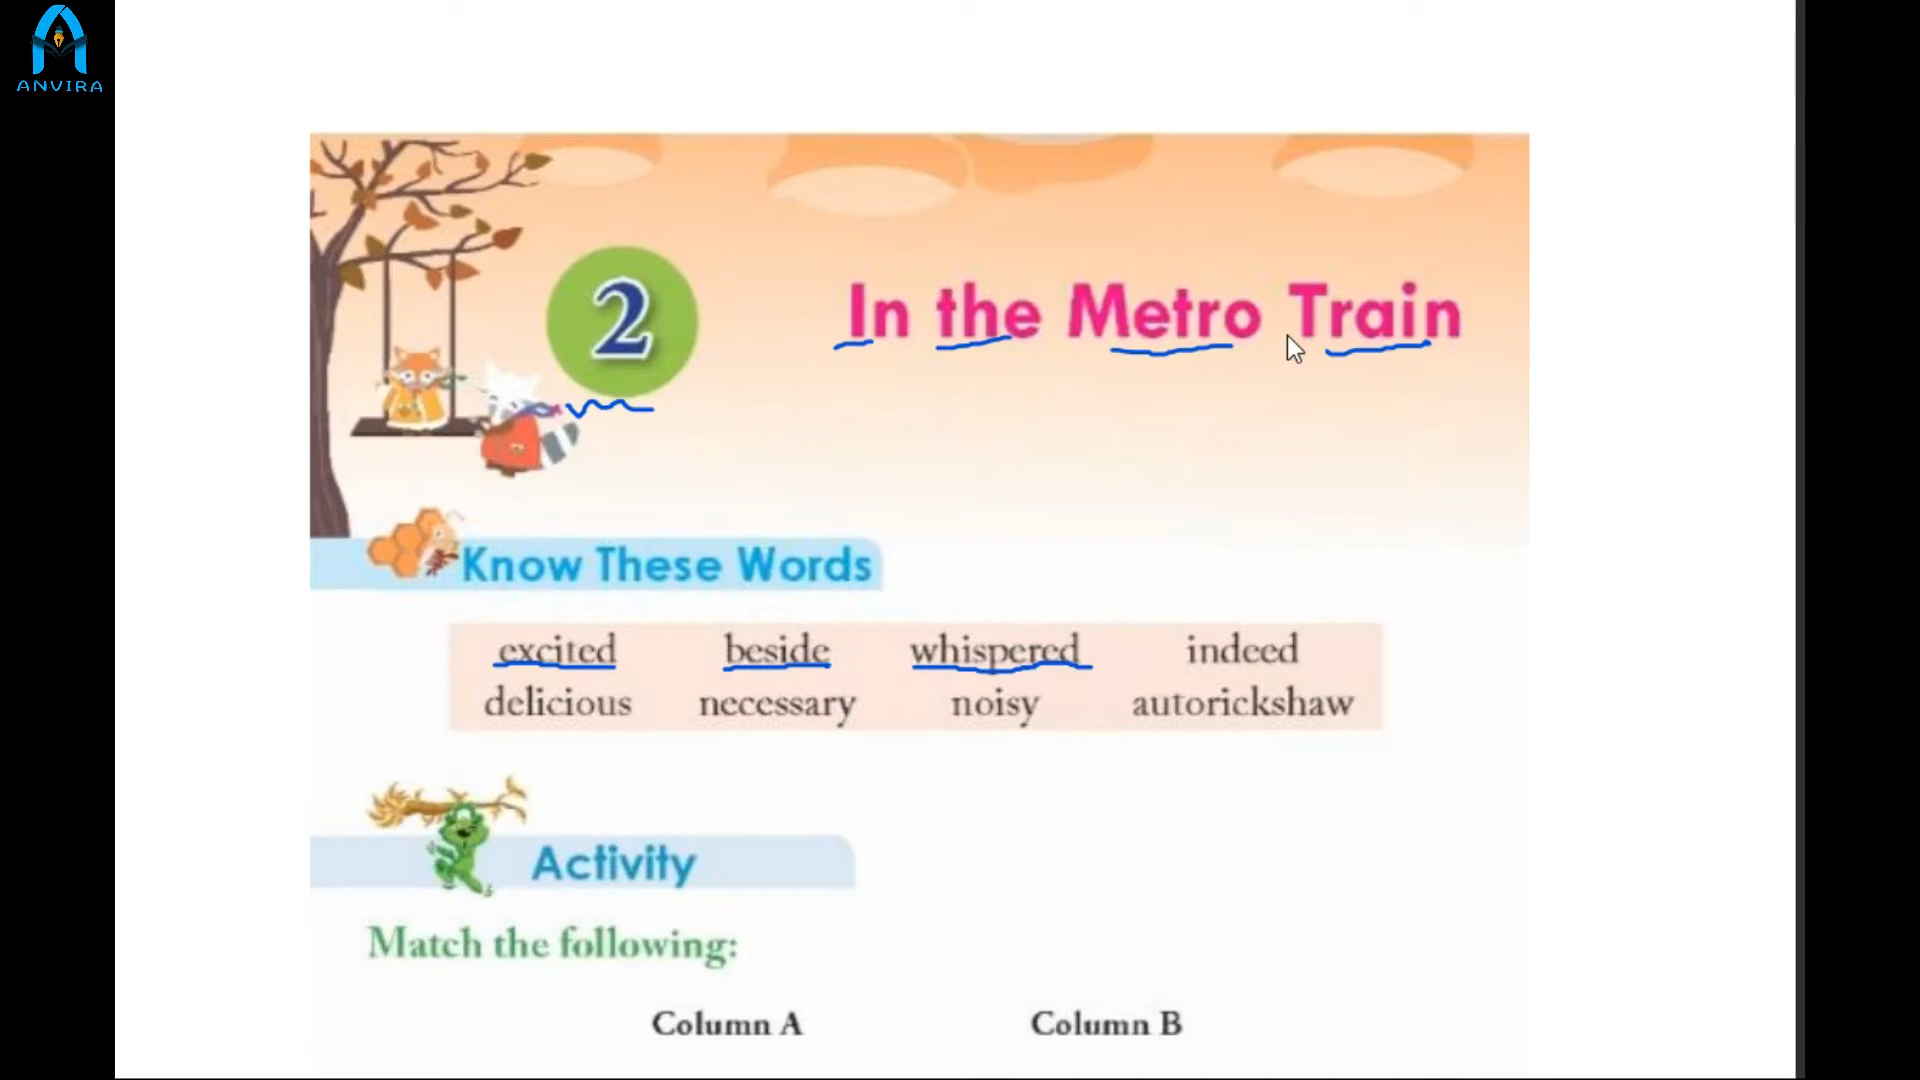 ANVIRA
2
In the Metro Train
Know These Words
excited beside whispered indeed
delicious necessary noisy autorickshaw
Activity
Match the following:
Column A Column B